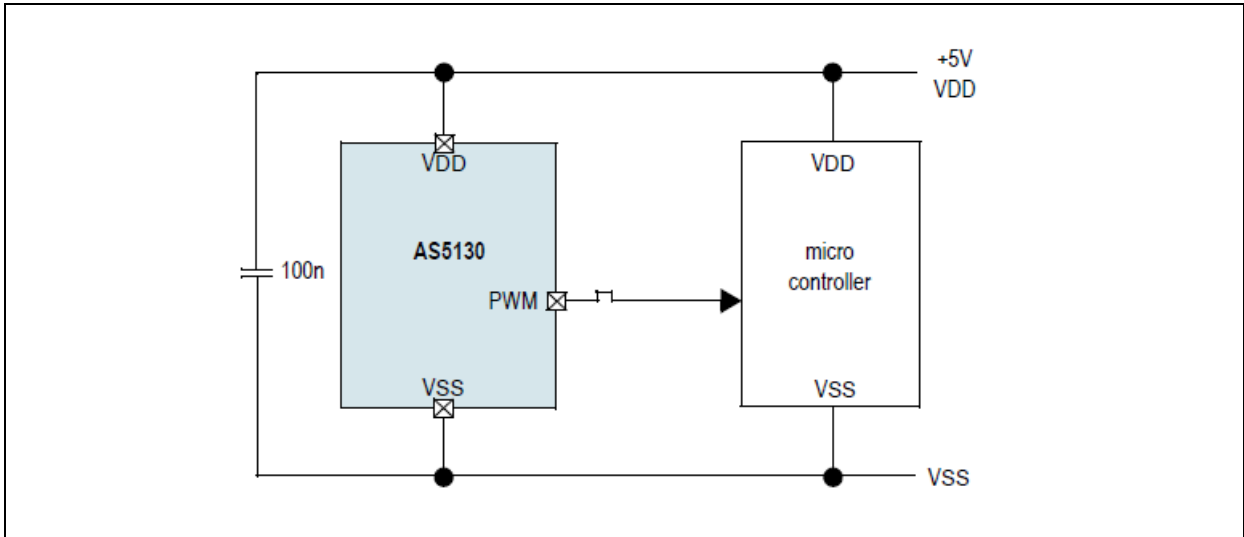 +5V
VDD
VDD
VDD
AS5130
micro
controller
100n
PWM
VSS
VSS
VSS